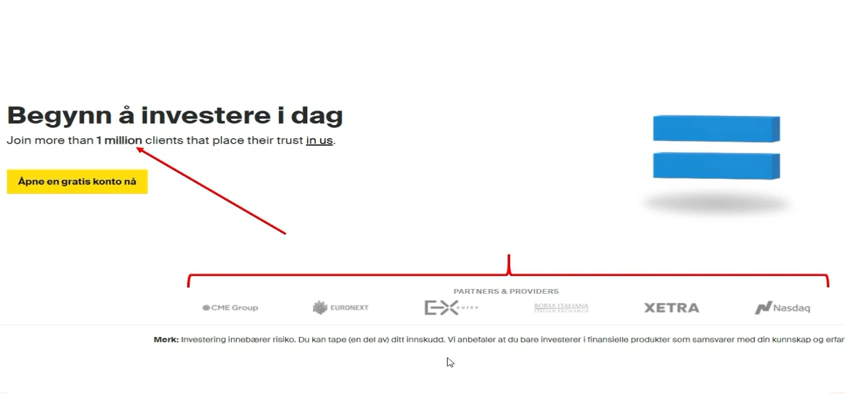 Begynn å investere i dag
Join more than 1 million clients that place their trust in us.
Åpne en gratis konto nå
PARTNERS & PROVIDERS
CME Group
EURONEXT
EX eurex
BORSA ITALIANA
XETRA
Nasdaq
Merk: Investering innebærer risiko. Du kan tape (en del av) ditt innskudd. Vi anbefaler at du bare investerer i finansielle produkter som samsvarer med din kunnskap og erfar